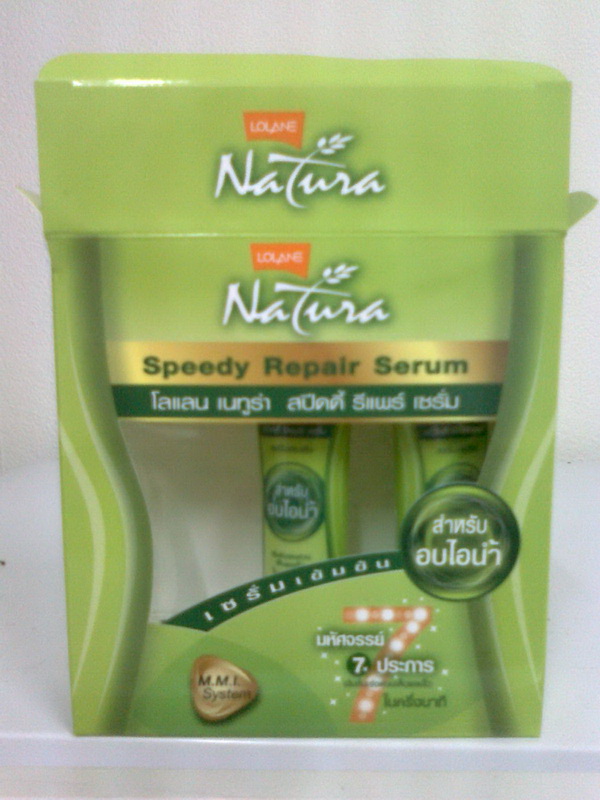 LOLANE
Natura
LOLANE
Natura
Speedy Repair Serum
โลแลน เนทูร่า สปีดดี้ รีแพร์ เซรั่ม
สำหรับ
อบไอน้ำ
สำหรับ
อบไอน้ำ
เซรั่มเข้มข้น
7
มหัศจรรย์
7 ประการ
ในครึ่งนาที
M.M.I.
System